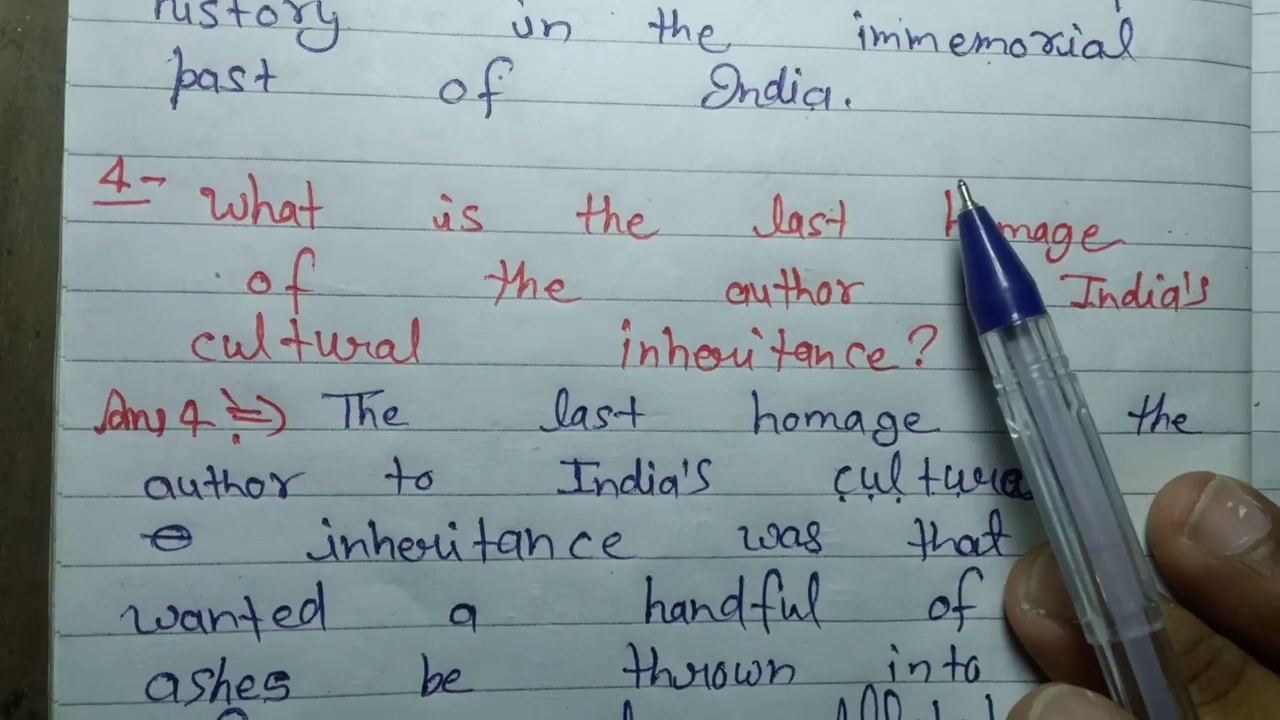 history in the immemorial
past of India.
4- What is the last homage
of the author India's
cultural inheritance?
Ans 4 => The last homage the
author to India's cultura
inheritance was that
wanted a handful of
ashes be thrown into